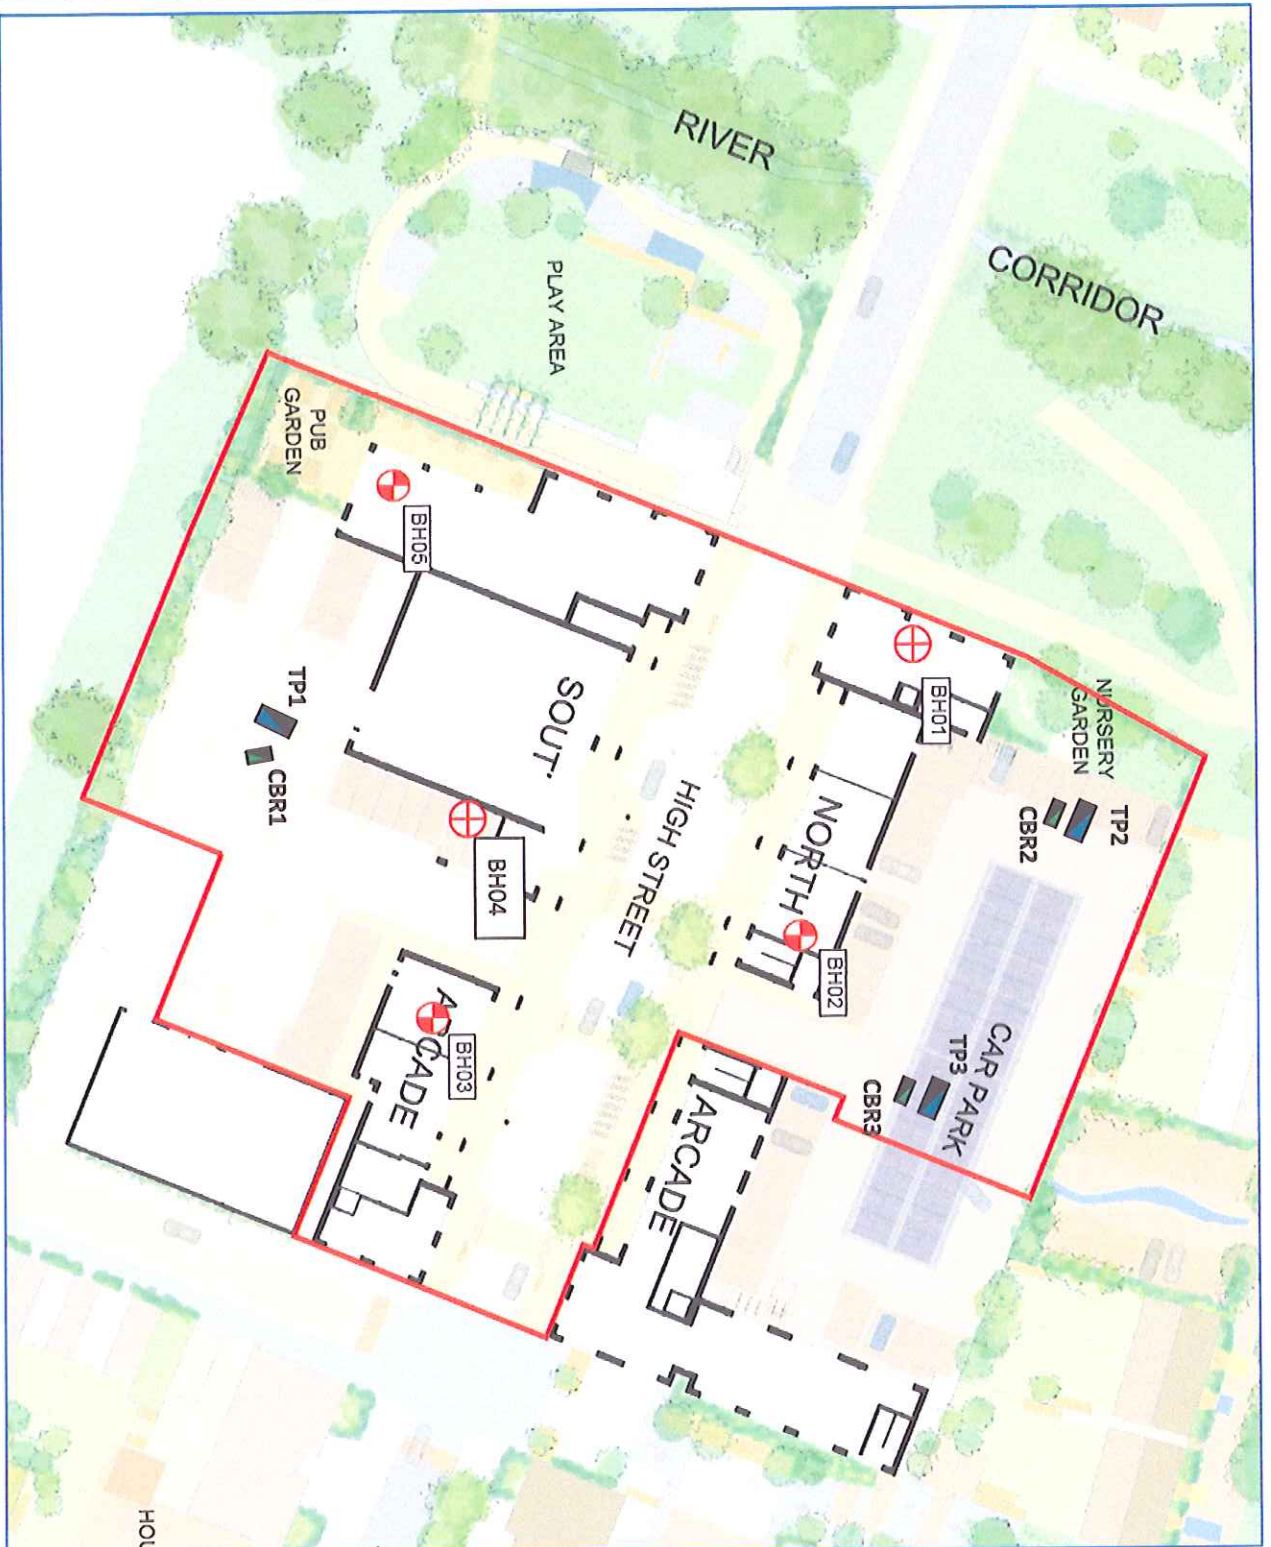 RIVER
CORRIDOR
PLAY AREA
PUB
GARDEN
BH05
BH01
NURSERY
GARDEN
TP2
CBR2
TP1
CBR1
SOUT
HIGH STREET
NORTH
BH04
BH02
CAR PARK
TP3
CBR3
BH03
ARCADE
ARCADE
HOU